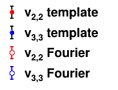 v2,2 template
v3,3 template
v2,2 Fourier
v3,3 Fourier